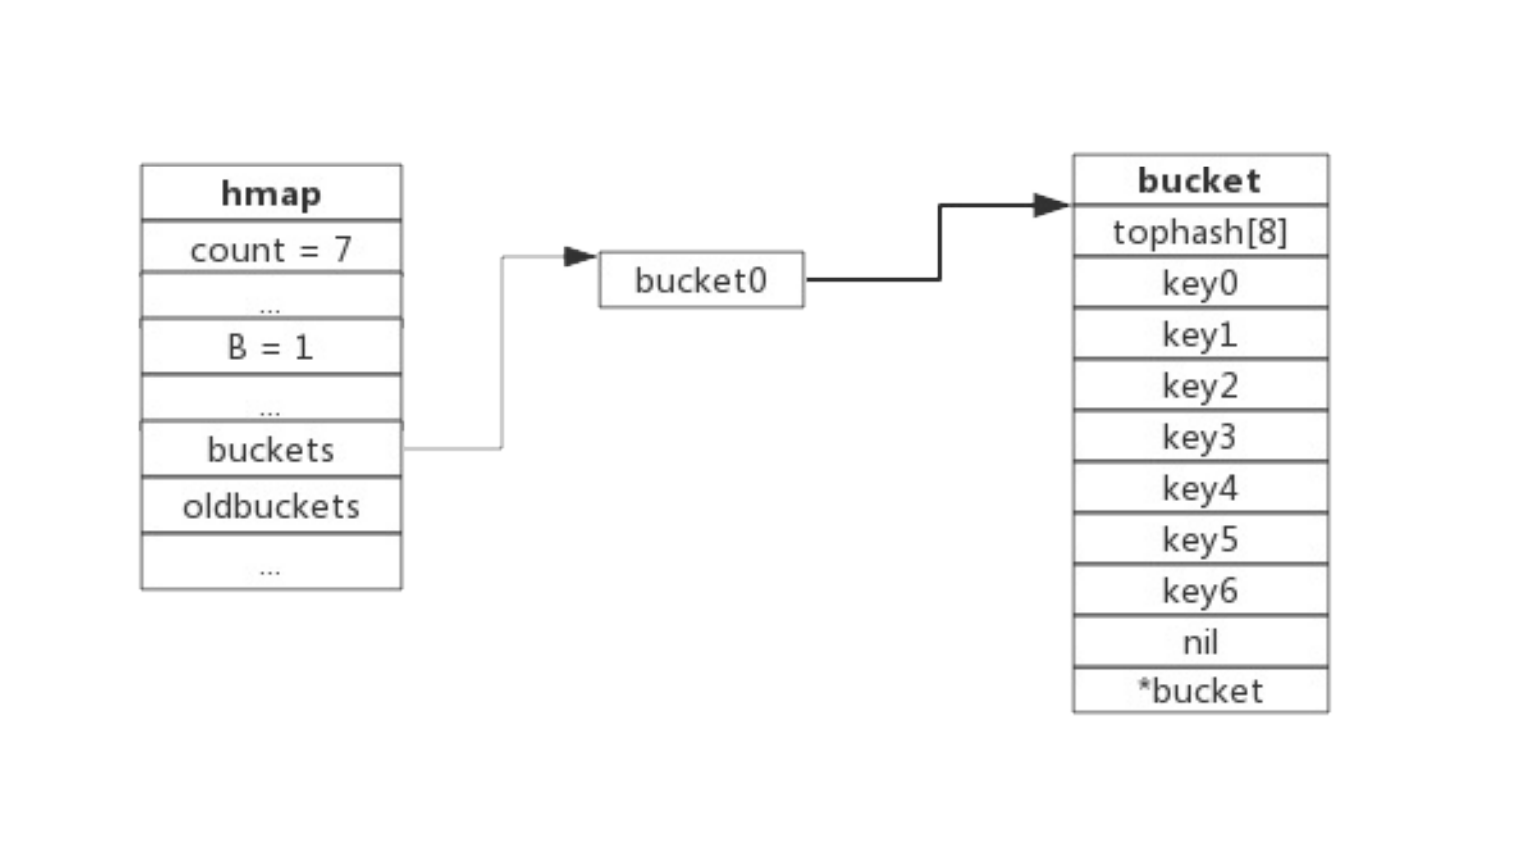 hmap
count = 7
...
B = 1
...
buckets
oldbuckets
...
bucket0
bucket
tophash[8]
key0
key1
key2
key3
key4
key5
key6
nil
*bucket